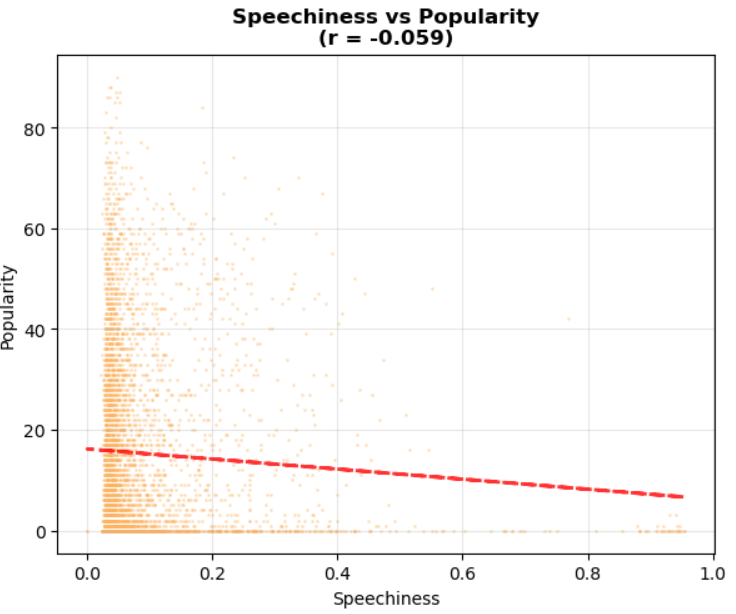 Speechiness vs Popularity
(r = -0.059)
80
60
40
20
0
Popularity
0.0 0.2 0.4 0.6 0.8 1.0
Speechiness